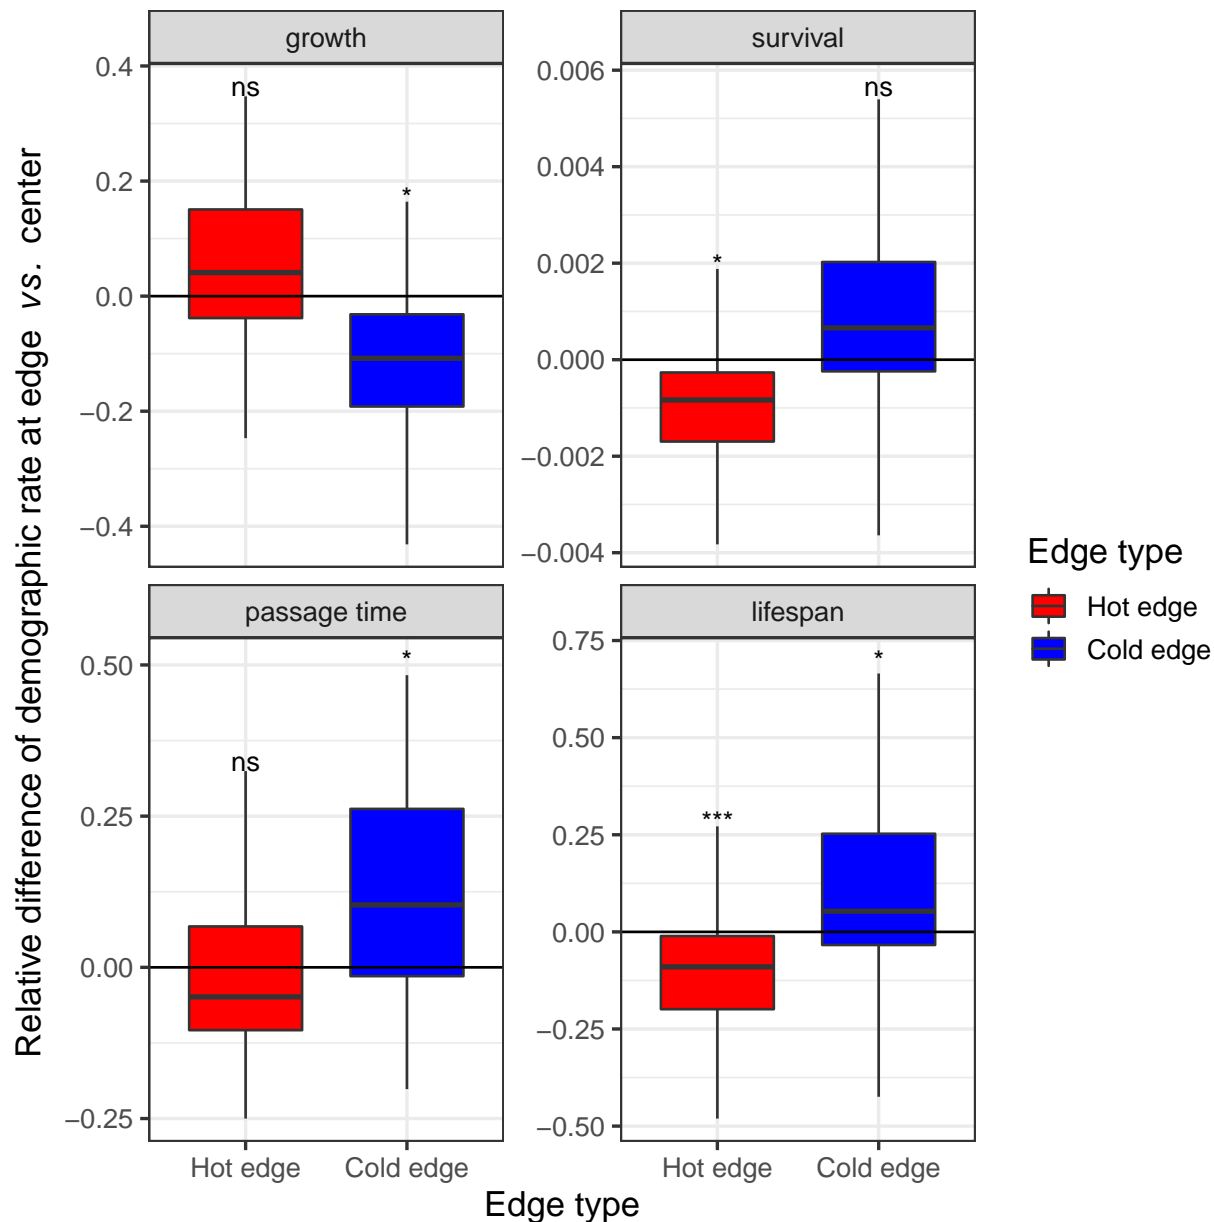 Relative difference of demographic rate at edge vs. center
growth
0.4
0.2
0.0
−0.2
−0.4
ns
*
survival
0.006
0.004
0.002
0.000
−0.002
−0.004
*
ns
passage time
0.50
0.25
0.00
−0.25
ns
*
lifespan
0.75
0.50
0.25
0.00
−0.25
−0.50
***
*
Hot edge Cold edge
Hot edge Cold edge
Edge type
Edge type
Hot edge
Cold edge